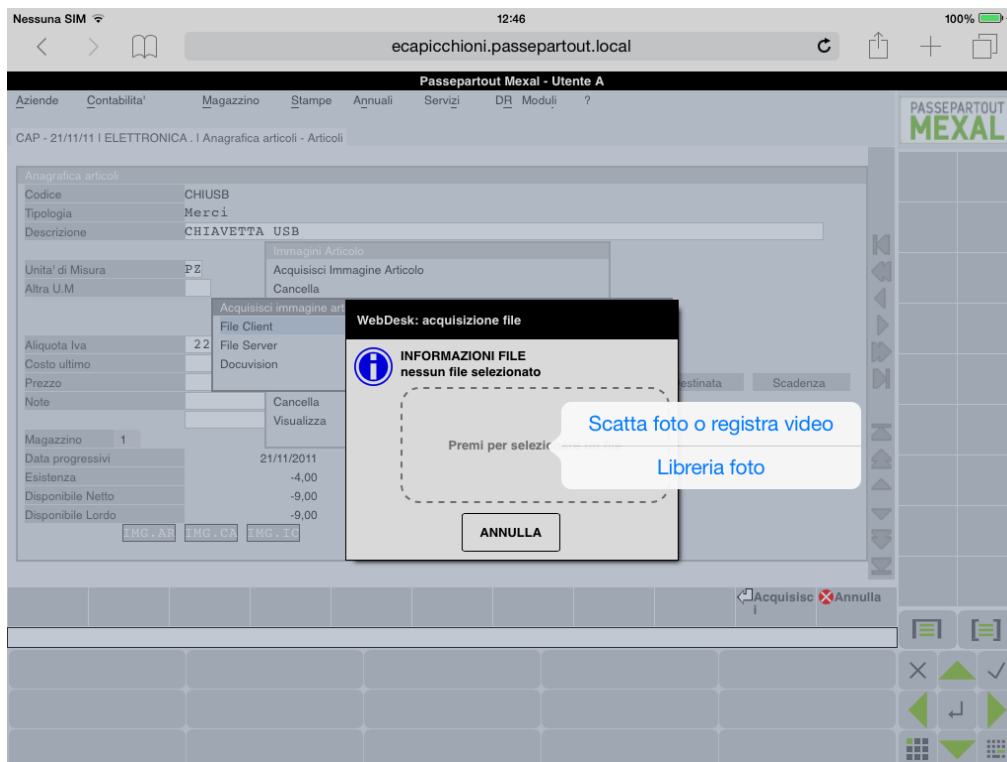 Nessuna SIM 12:46 100%
ecapicchioni.passepartout.local
Passepartout Mexal - Utente A
Aziende Contabilita' Magazzino Stampe Annuali Servizi DR Moduli ?
PASSEPARTOUT
MEXAL
CAP - 21/11/11 | ELETTRONICA . | Anagrafica articoli - Articoli
Anagrafica articoli
Codice CHIUSB
Tipologia Merci
Descrizione CHIAVETTA USB
Immagini Articolo
Unita' di Misura PZ Acquisisci Immagine Articolo
Altra U.M Cancella
Acquisisci immagine art
WebDesk: acquisizione file
File Client
Aliquota Iva 22 File Server
Costo ultimo Docuvision
INFORMAZIONI FILE
nessun file selezionato
Prezzo estinata Scadenza
Note Cancella
Visualizza
Scatta foto o registra video
Premi per selezi
Libreria foto
Magazzino 1
Data progressivi 21/11/2011
Esistenza -4,00
Disponibile Netto -9,00
Disponibile Lordo -9,00
IMG.AR IMG.CA IMG.IC
ANNULLA
Acquisisc Annulla
i